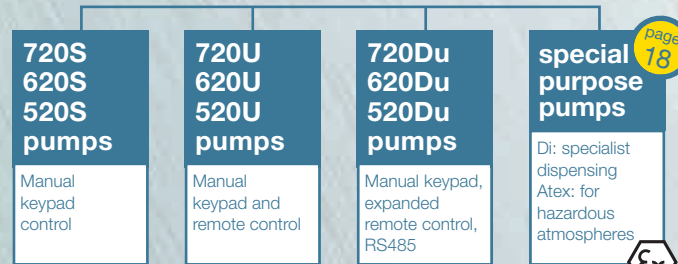 720S
620S
520S
pumps
Manual
keypad
control
720U
620U
520U
pumps
Manual
keypad and
remote control
720Du
620Du
520Du
pumps
Manual keypad,
expanded
remote control,
RS485
special
purpose
pumps
page
18
Di: specialist
dispensing
Atex: for
hazardous
atmospheres
εx